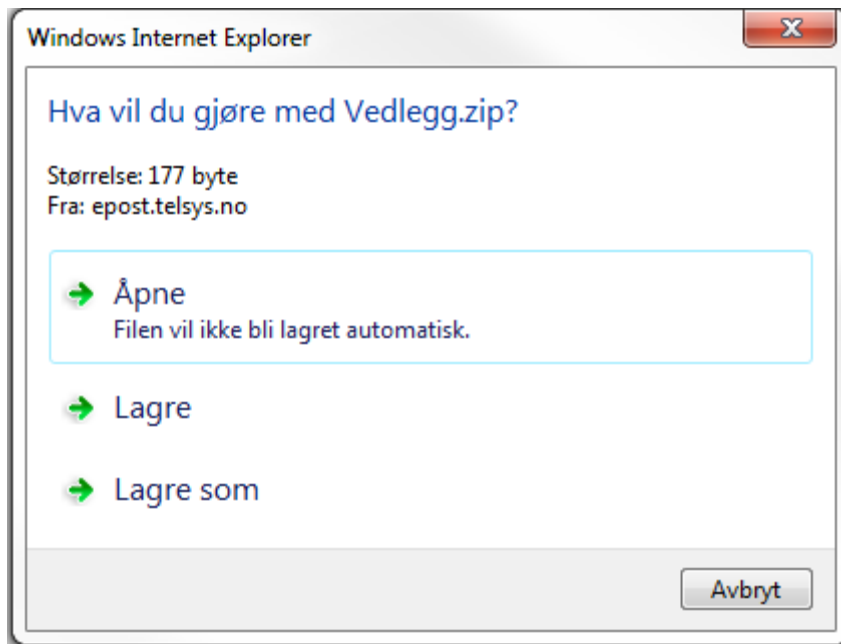 Windows Internet Explorer
x
Hva vil du gjøre med Vedlegg.zip?
Størrelse: 177 byte
Fra: epost.telsys.no
Åpne
Filen vil ikke bli lagret automatisk.
Lagre
Lagre som
Avbryt